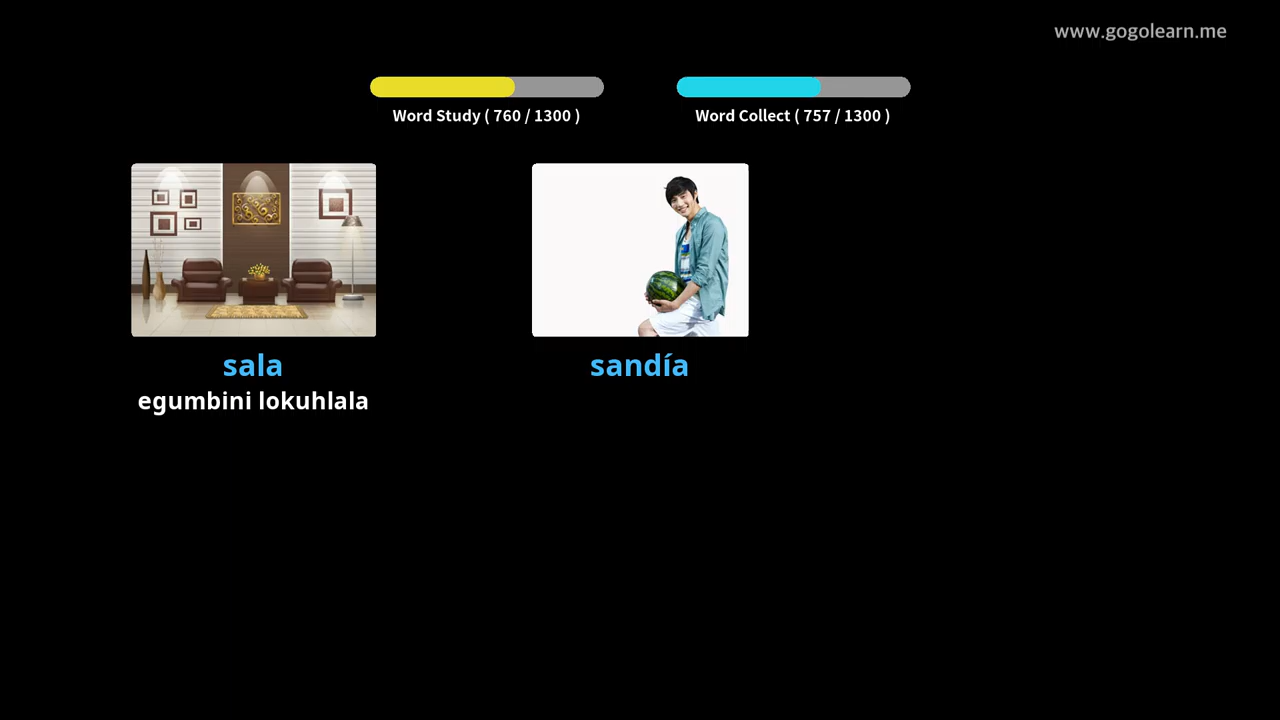 www.gogolearn.me
Word Study ( 760 / 1300 )
Word Collect ( 757 / 1300 )
sala
egumbini lokuhlala
sandía